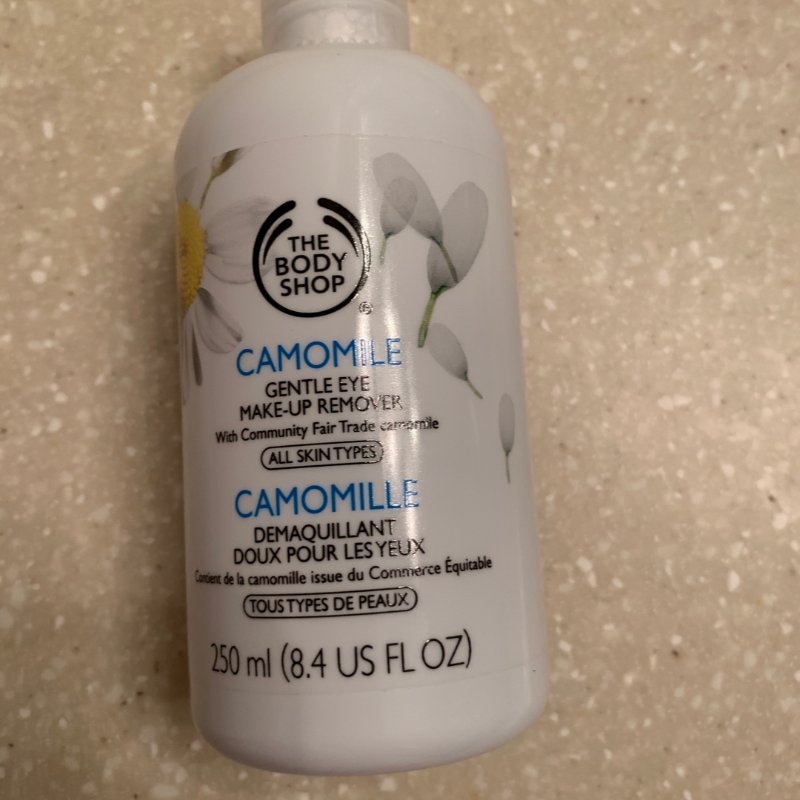 THE
BODY
SHOP
®
CAMOMILE
GENTLE EYE
MAKE-UP REMOVER
With Community Fair Trade camomile
ALL SKIN TYPES
CAMOMILLE
DEMAQUILLANT
DOUX POUR LES YEUX
Contient de la camomille issue du Commerce Équitable
TOUS TYPES DE PEAUX
250 ml (8.4 US FL OZ)